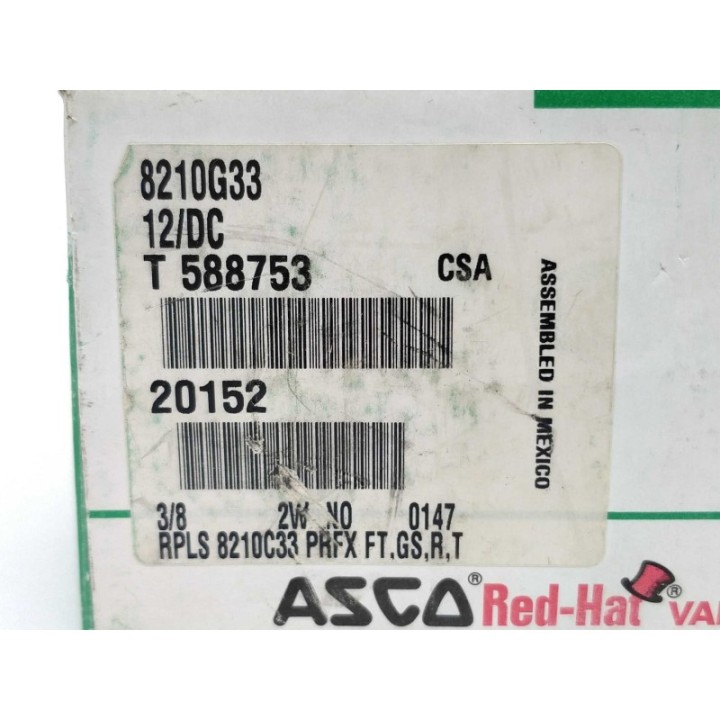 8210G33
12/DC
T 588753 CSA
20152
3/8 2W NO 0147
RPLS 8210C33 PRFX FT,GS,R,T
ASSEMBLED IN MEXICO
ASCO® Red-Hat®